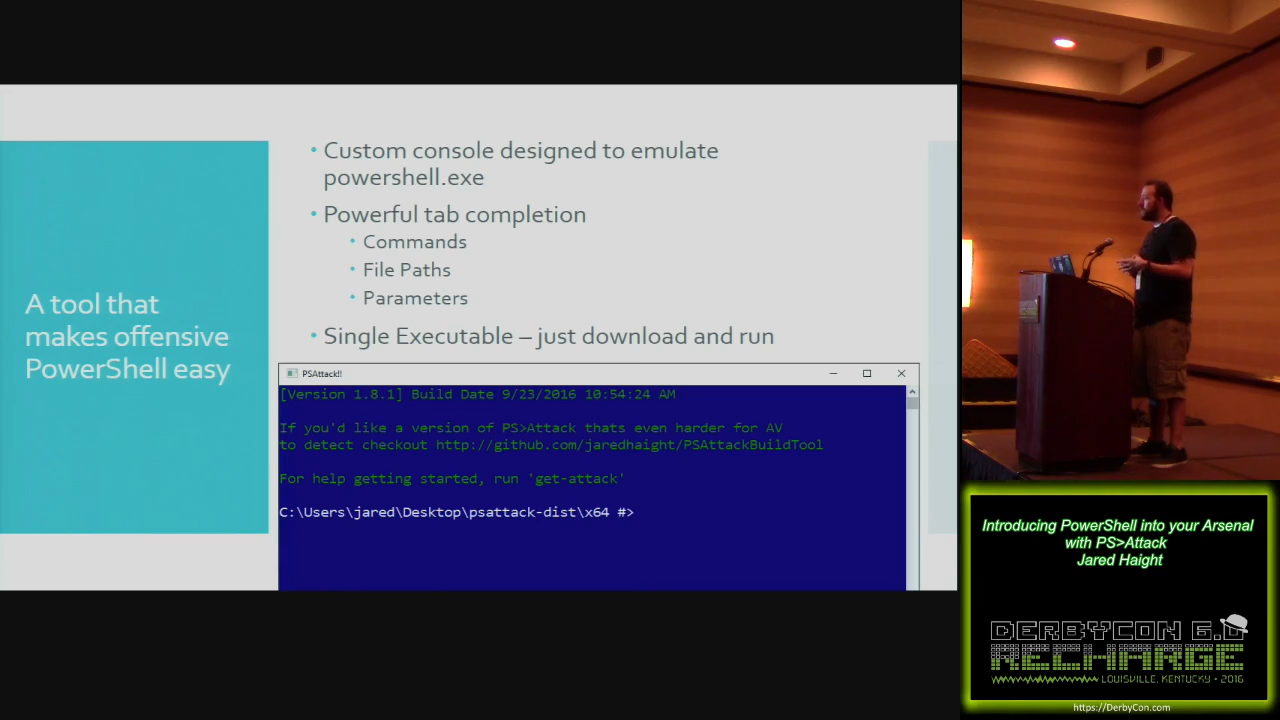 A tool that
makes offensive
PowerShell easy
• Custom console designed to emulate
powershell.exe
• Powerful tab completion
• Commands
• File Paths
• Parameters
• Single Executable – just download and run
PSAttack!!
[Version 1.8.1] Build Date 9/23/2016 10:54:24 AM
If you'd like a version of PS>Attack thats even harder for AV
to detect checkout http://github.com/jaredhaight/PSAttackBuildTool
For help getting started, run 'get-attack'
C:\Users\jared\Desktop\psattack-dist\x64 #>
Introducing PowerShell into your Arsenal
with PS>Attack
Jared Haight
DERBYCON 6.0
RECHARGE
LOUISVILLE, KENTUCKY • 2016
https://DerbyCon.com